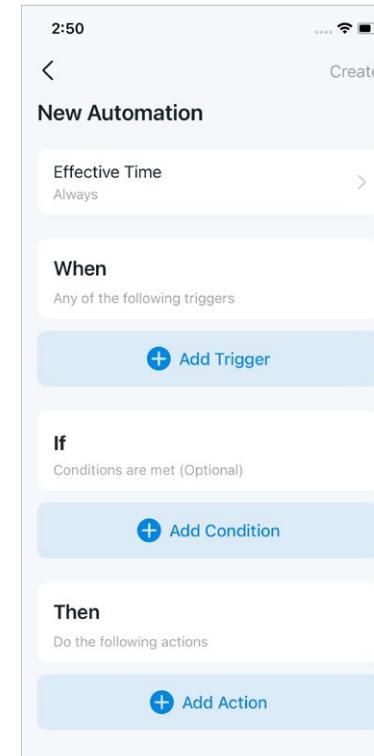 2:50
Create
New Automation
Effective Time
Always
When
Any of the following triggers
Add Trigger
If
Conditions are met (Optional)
Add Condition
Then
Do the following actions
Add Action